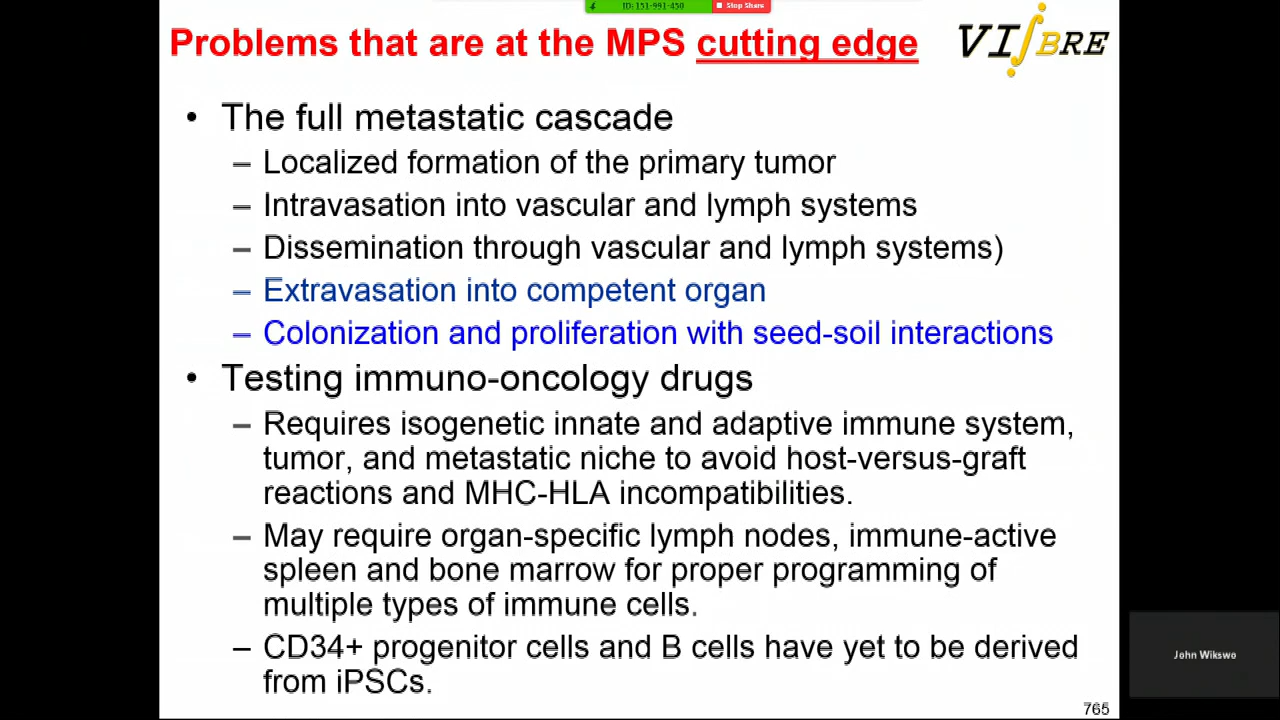 ID: 151-991-450 Stop Share
Problems that are at the MPS cutting edge
VI∫BRE
• The full metastatic cascade
– Localized formation of the primary tumor
– Intravasation into vascular and lymph systems
– Dissemination through vascular and lymph systems)
– Extravasation into competent organ
– Colonization and proliferation with seed-soil interactions
• Testing immuno-oncology drugs
– Requires isogenetic innate and adaptive immune system,
tumor, and metastatic niche to avoid host-versus-graft
reactions and MHC-HLA incompatibilities.
– May require organ-specific lymph nodes, immune-active
spleen and bone marrow for proper programming of
multiple types of immune cells.
– CD34+ progenitor cells and B cells have yet to be derived
from iPSCs.
John Wikswo
765